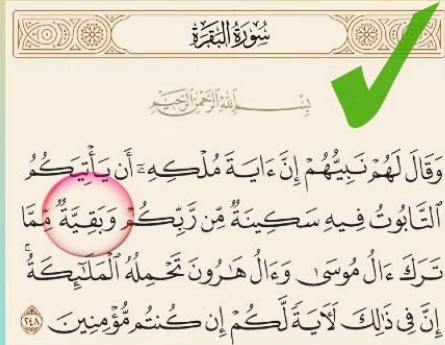 سُورَةُ البَقَرَةِ
بِسْمِ اللَّهِ الرَّحْمَٰنِ الرَّحِيمِ
وَقَالَ لَهُمْ نَبِيُّهُمْ إِنَّ ءَايَةَ مُلْكِهِۦٓ أَن يَأْتِيَكُمُ
ٱلتَّابُوتُ فِيهِ سَكِينَةٌ مِّن رَّبِّكُمْ وَبَقِيَّةٌ مِّمَّا
تَرَكَ ءَالُ مُوسَىٰ وَءَالُ هَٰرُونَ تَحْمِلُهُ ٱلْمَلَٰٓئِكَةُۚ
إِنَّ فِى ذَٰلِكَ لَـَٔايَةً لَّكُمْ إِن كُنتُم مُّؤْمِنِينَ ٢٤٨